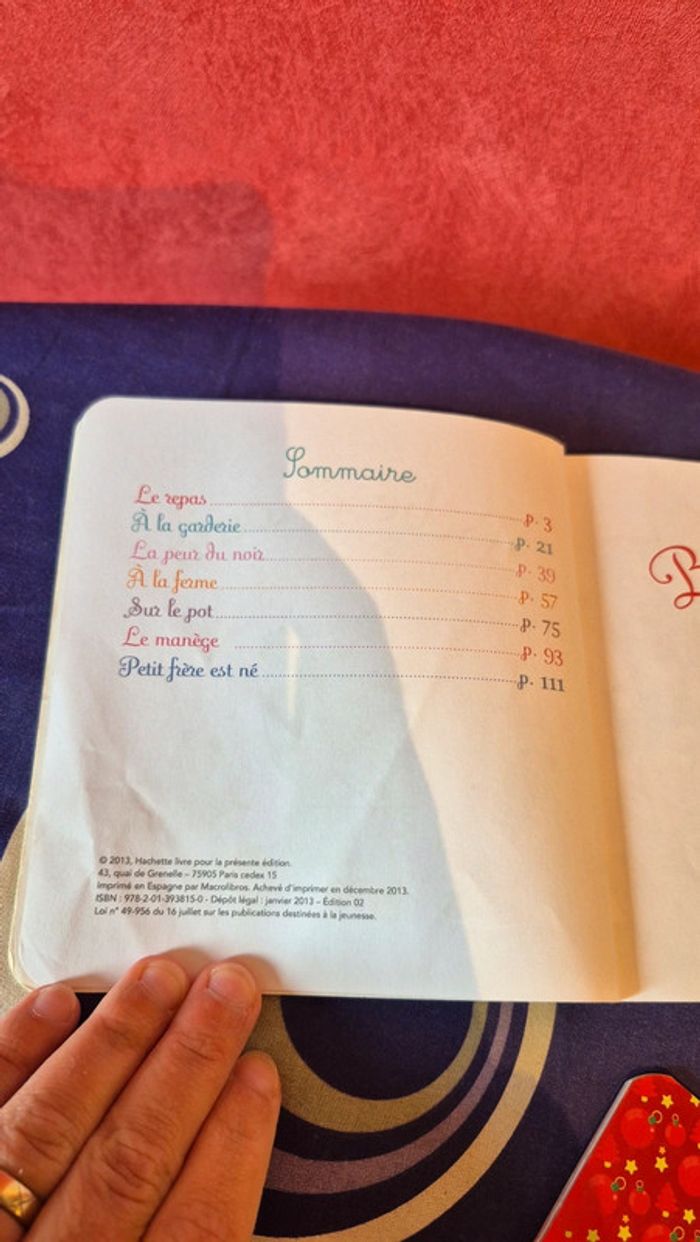 Sommaire
Le repas p. 3
À la garderie p. 21
La peur du noir p. 39
À la ferme p. 57
Sur le pot p. 75
Le manège p. 93
Petit frère est né p. 111
© 2013, Hachette livre pour la présente édition.
43, quai de Grenelle – 75905 Paris cedex 15
Imprimé en Espagne par Macrolibros. Achevé d'imprimer en décembre 2013.
ISBN : 978-2-01-393815-0 - Dépôt légal : janvier 2013 – Édition 02
Loi n° 49-956 du 16 juillet sur les publications destinées à la jeunesse.